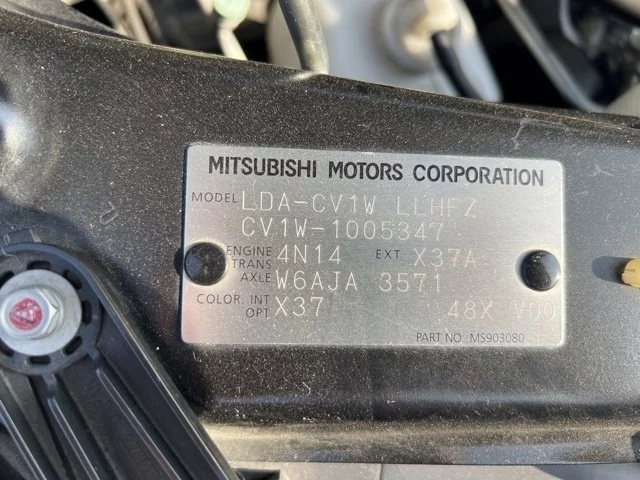 MITSUBISHI MOTORS CORPORATION
MODEL LDA-CV1W LLHFZ
CV1W-1005347
ENGINE 4N14 EXT X37A
TRANS AXLE W6AJA 3571
COLOR. INT OPT X37 48X V00
PART NO : MS903080